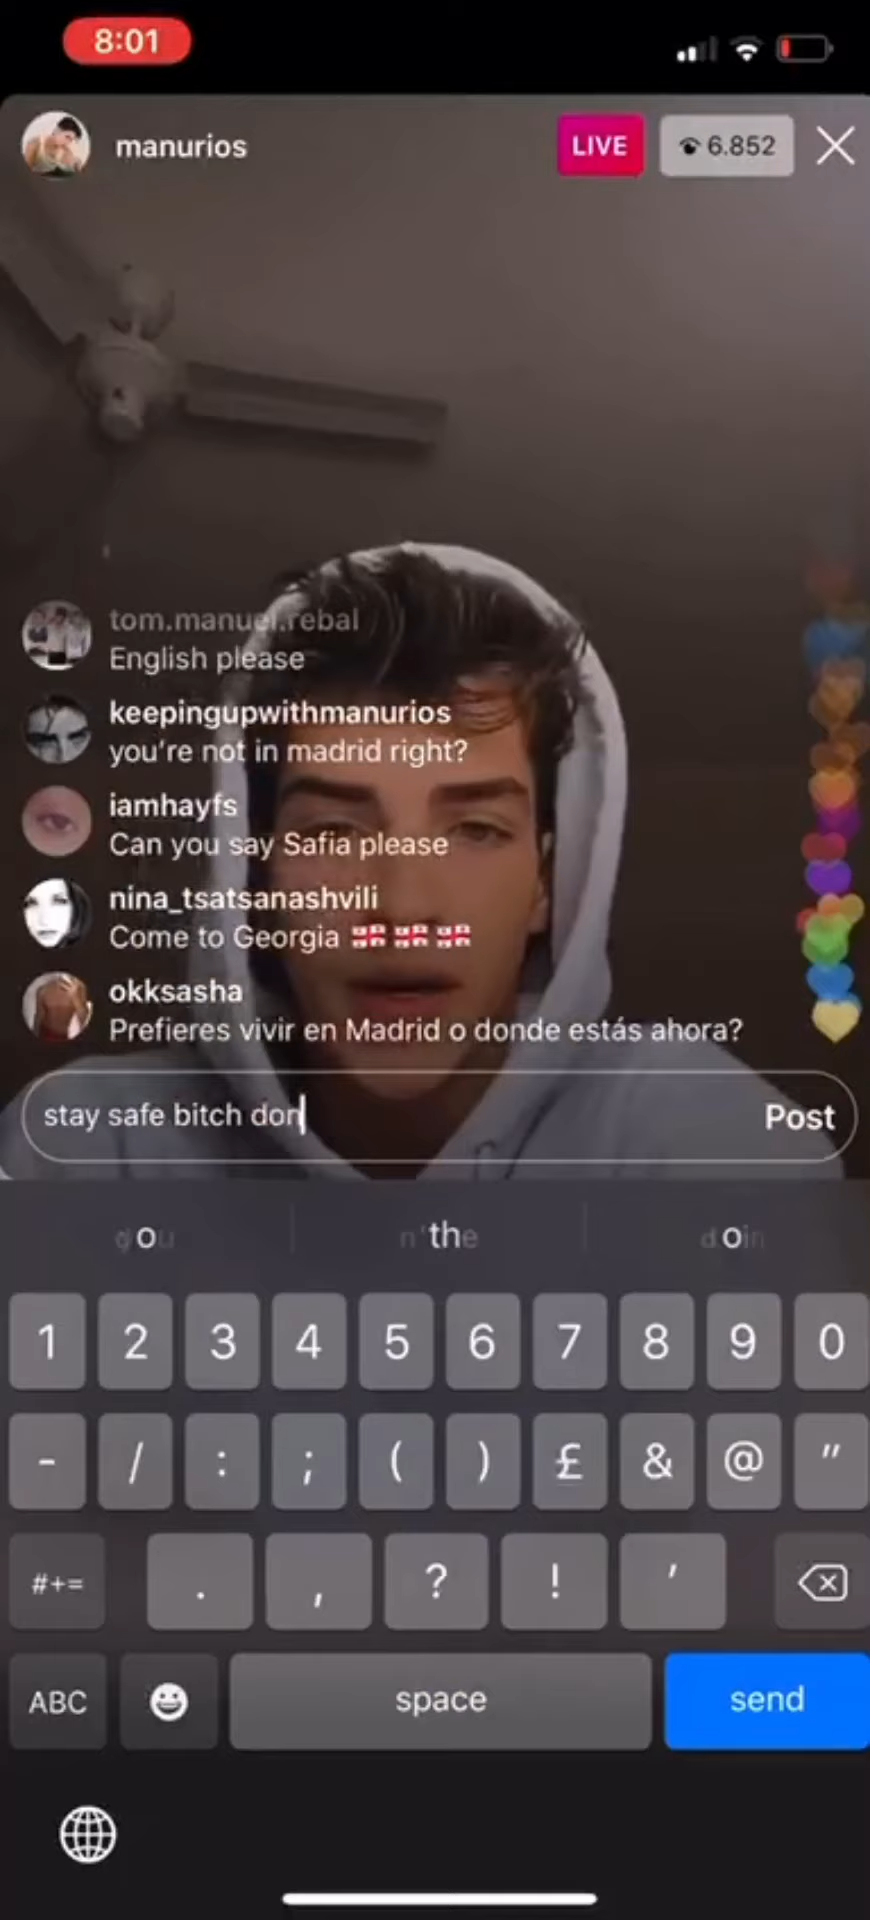 8:01
manurios
LIVE
6.852
tom.manuel.rebal
English please
keepingupwithmanurios
you're not in madrid right?
iamhayfs
Can you say Safia please
nina_tsatsanashvili
Come to Georgia 🇬🇪 🇬🇪 🇬🇪
okksasha
Prefieres vivir en Madrid o donde estás ahora?
stay safe bitch don
Post
1 2 3 4 5 6 7 8 9 0
- / : ; ( ) £ & @ "
#+= . , ? ! '
ABC space send